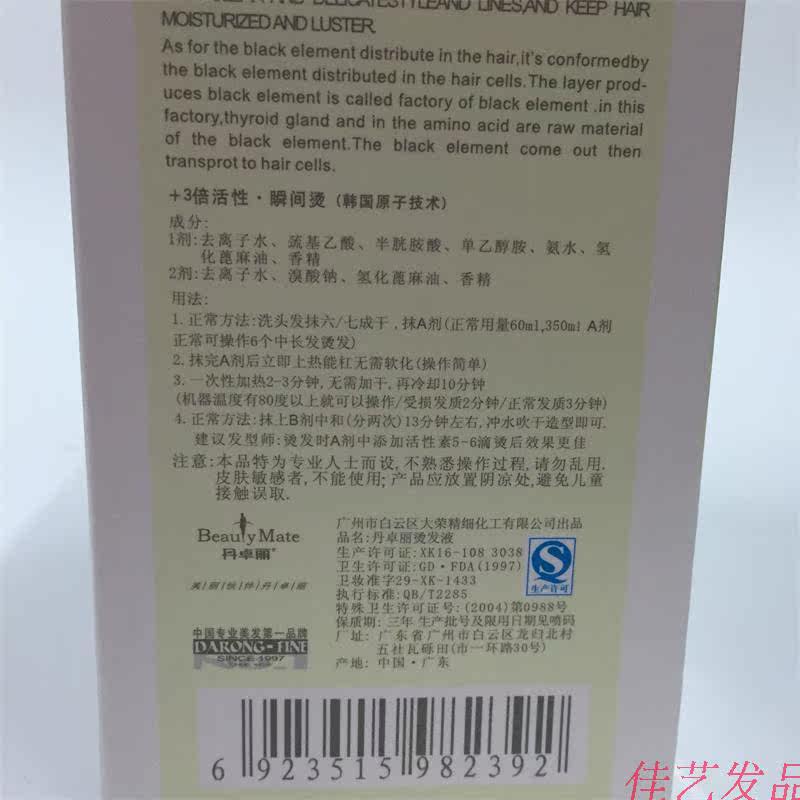 DELICATESTYLEAND LINES,AND KEEP HAIR
MOISTURIZEDAND LUSTER.
As for the black element distribute in the hair,it's conformedby
the black element distributed in the hair cells.The layer prod-
uces black element is called factory of black element .in this
factory,thyroid gland and in the amino acid are raw material
of the black element.The black element come out then
transprot to hair cells.
+3倍活性·瞬间烫(韩国原子技术)
成分:
1剂:去离子水、巯基乙酸、半胱胺酸、单乙醇胺、氨水、氢
化蓖麻油、香精
2剂:去离子水、溴酸钠、氢化蓖麻油、香精
用法:
1. 正常方法:洗头发抹六/七成干,抹A剂(正常用量60ml,350ml A剂
正常可操作6个中长发烫发)
2. 抹完A剂后立即上热能杠无需软化(操作简单)
3. 一次性加热2-3分钟,无需加干,再冷却10分钟
(机器温度有80度以上就可以操作/受损发质2分钟/正常发质3分钟)
4. 正常方法:抹上B剂中和(分两次)13分钟左右,冲水吹干造型即可.
建议发型师:烫发时A剂中添加活性素5-6滴烫后效果更佳
注意:本品特为专业人士而设,不熟悉操作过程,请勿乱用.
皮肤敏感者,不能使用;产品应放置阴凉处,避免儿童
接触误取.
Beauty Mate
丹卓丽®
美丽伙伴丹卓丽
中国专业美发第一品牌
DARONG-FINE
SINCE 1997
广州市白云区大荣精细化工有限公司出品
品名:丹卓丽烫发液
生产许可证:XK16-108 3038
卫生许可证:GD·FDA(1997)
卫妆准字29-XK-1433
执行标准:QB/T2285
特殊卫生许可证号:(2004)第0988号
保质期:三年 生产批号及限用日期见喷码
厂址:广东省广州市白云区龙归北村
五社瓦砾田(市一环路30号)
产地:中国·广东
QS
生产许可
6 923515 982392
佳艺发品